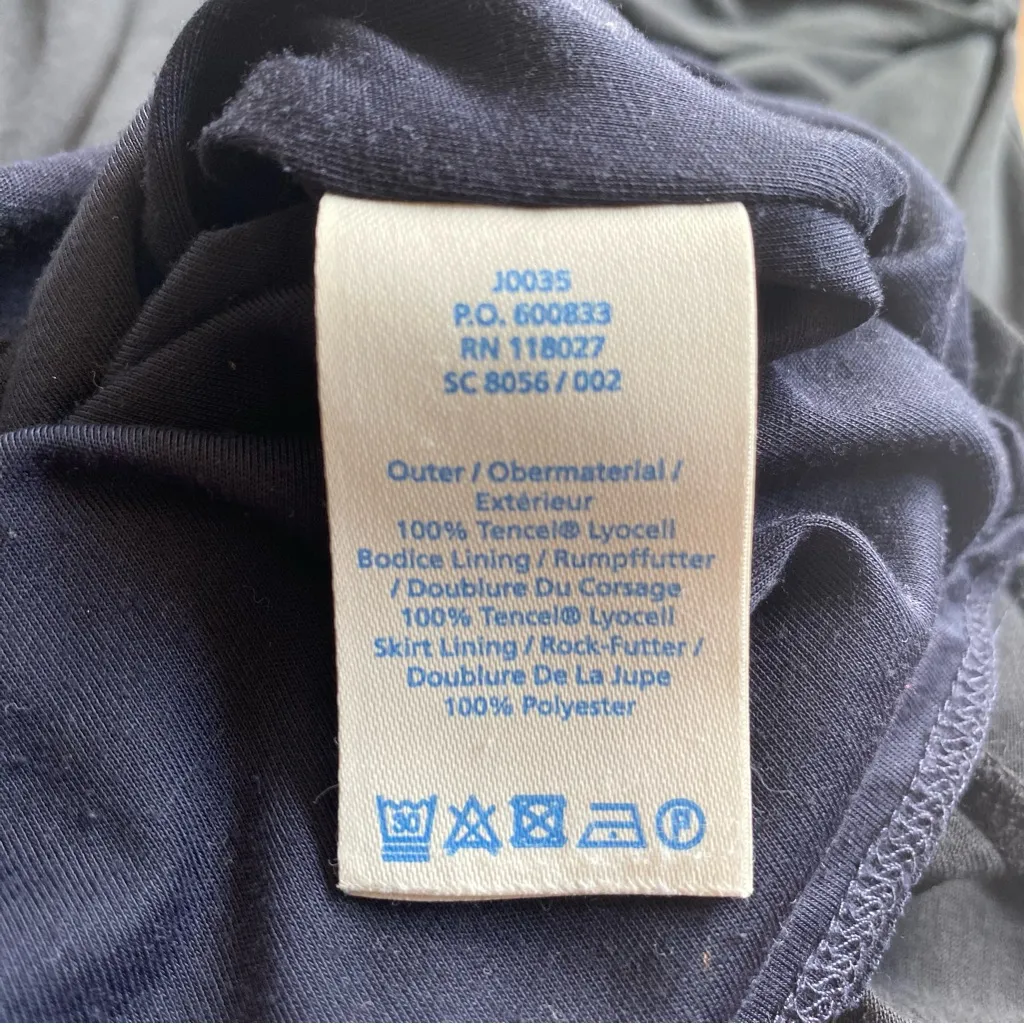 J0035
P.O. 600833
RN 118027
SC 8056 / 002
Outer / Obermaterial /
Extérieur
100% Tencel® Lyocell
Bodice Lining / Rumpffutter
/ Doublure Du Corsage
100% Tencel® Lyocell
Skirt Lining / Rock-Futter /
Doublure De La Jupe
100% Polyester
30 P